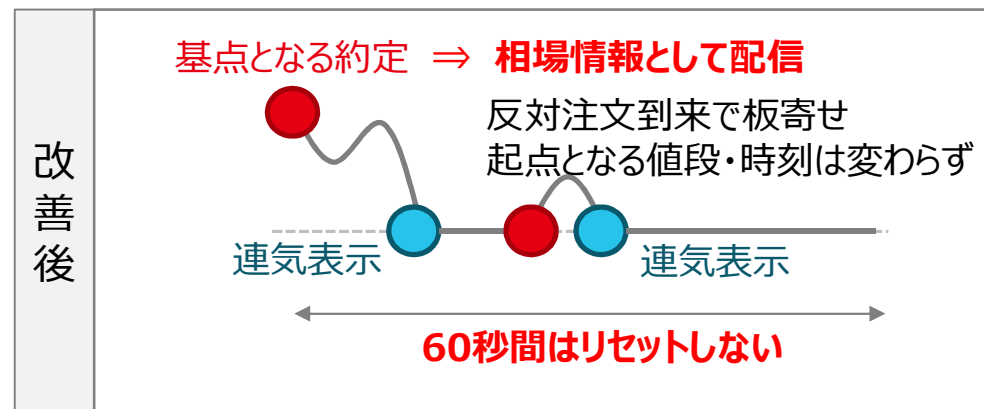 改善後
基点となる約定 ⇒ 相場情報として配信
反対注文到来で板寄せ
起点となる値段・時刻は変わらず
連気表示
連気表示
60秒間はリセットしない